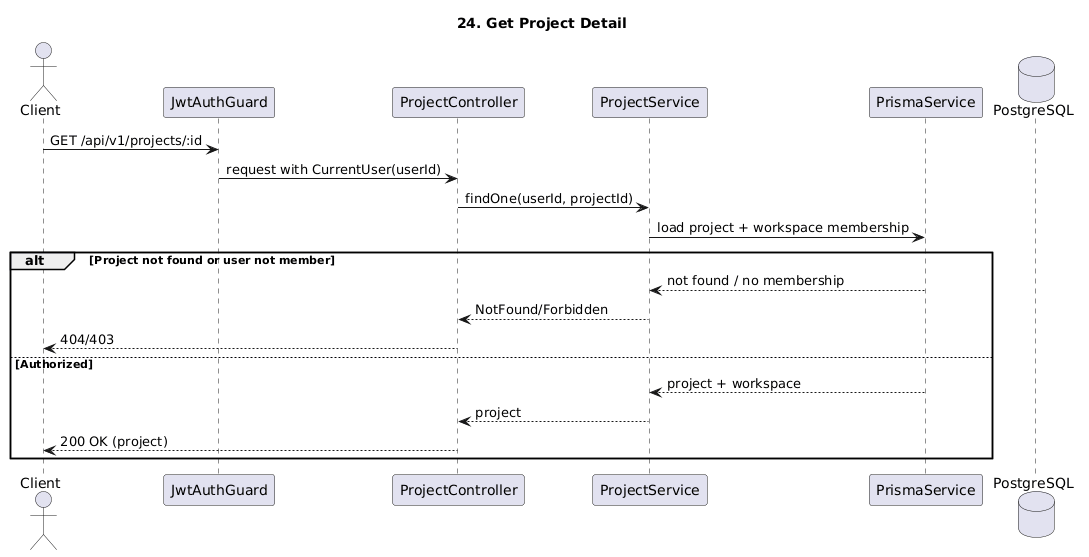 24. Get Project Detail
Client
JwtAuthGuard
ProjectController
ProjectService
PrismaService
PostgreSQL
GET /api/v1/projects/:id
request with CurrentUser(userId)
findOne(userId, projectId)
load project + workspace membership
alt [Project not found or user not member]
not found / no membership
NotFound/Forbidden
404/403
[Authorized]
project + workspace
project
200 OK (project)
Client
JwtAuthGuard
ProjectController
ProjectService
PrismaService
PostgreSQL